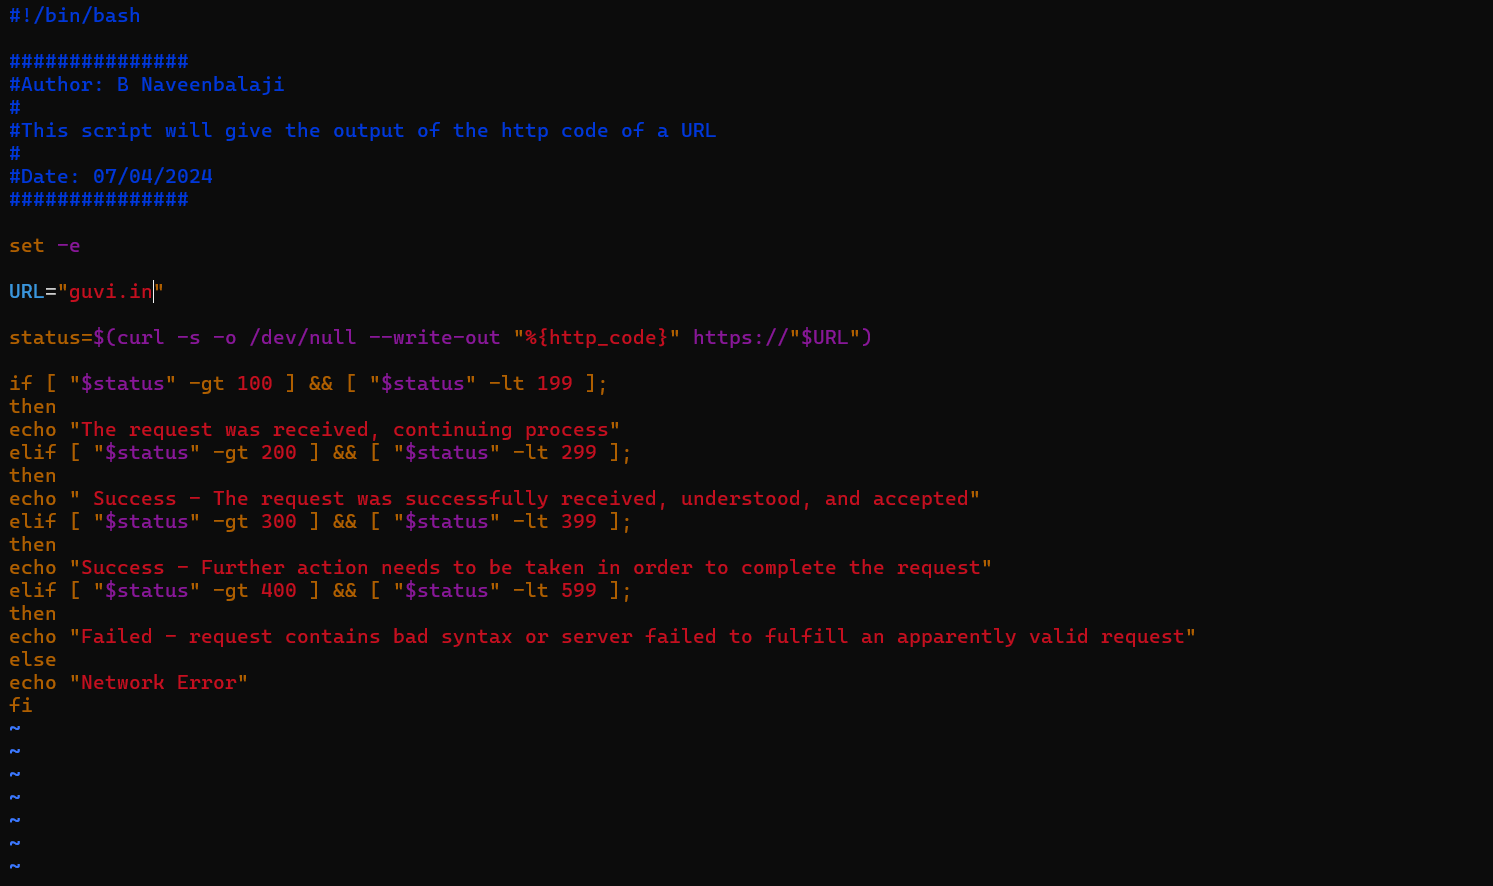 #!/bin/bash
###############
#Author: B Naveenbalaji
#
#This script will give the output of the http code of a URL
#
#Date: 07/04/2024
###############
set -e
URL="guvi.in"
status=$(curl -s -o /dev/null --write-out "%{http_code}" https://"$URL")
if [ "$status" -gt 100 ] && [ "$status" -lt 199 ];
then
echo "The request was received, continuing process"
elif [ "$status" -gt 200 ] && [ "$status" -lt 299 ];
then
echo " Success - The request was successfully received, understood, and accepted"
elif [ "$status" -gt 300 ] && [ "$status" -lt 399 ];
then
echo "Success - Further action needs to be taken in order to complete the request"
elif [ "$status" -gt 400 ] && [ "$status" -lt 599 ];
then
echo "Failed - request contains bad syntax or server failed to fulfill an apparently valid request"
else
echo "Network Error"
fi
~
~
~
~
~
~
~